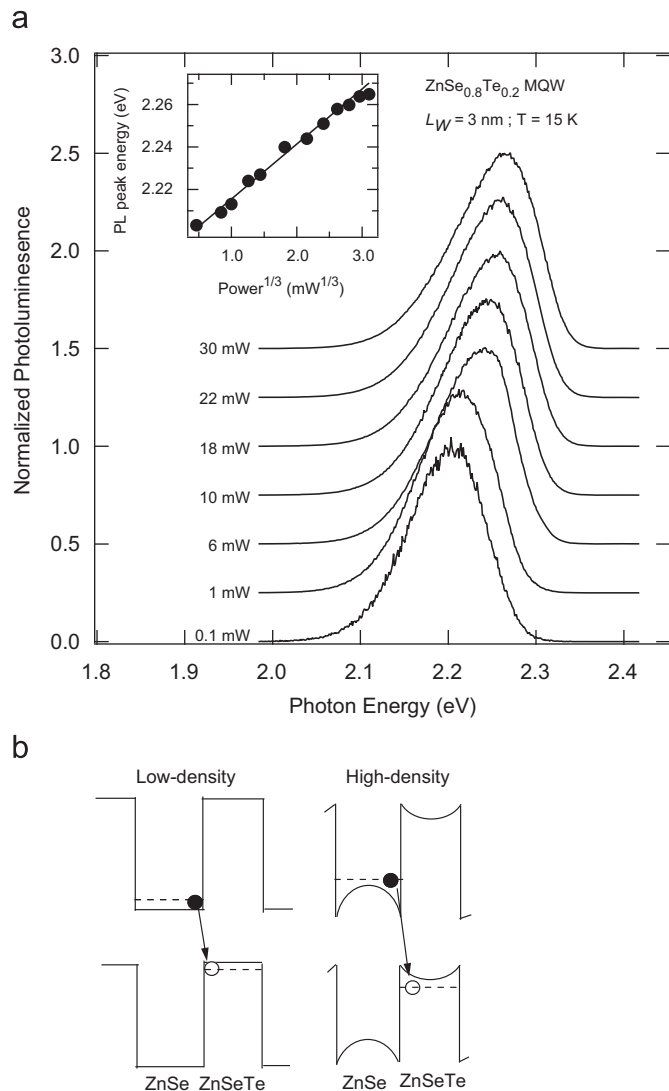 a
3.0
2.5
2.0
1.5
1.0
0.5
0.0
Normalized Photoluminesence
1.8
1.9
2.0
2.1
2.2
2.3
2.4
Photon Energy (eV)
2.26
2.24
2.22
PL peak energy (eV)
1.0
2.0
3.0
Power1/3 (mW1/3)
ZnSe0.8Te0.2 MQW
LW = 3 nm ; T = 15 K
30 mW
22 mW
18 mW
10 mW
6 mW
1 mW
0.1 mW
b
Low-density
High-density
ZnSe ZnSeTe
ZnSe ZnSeTe